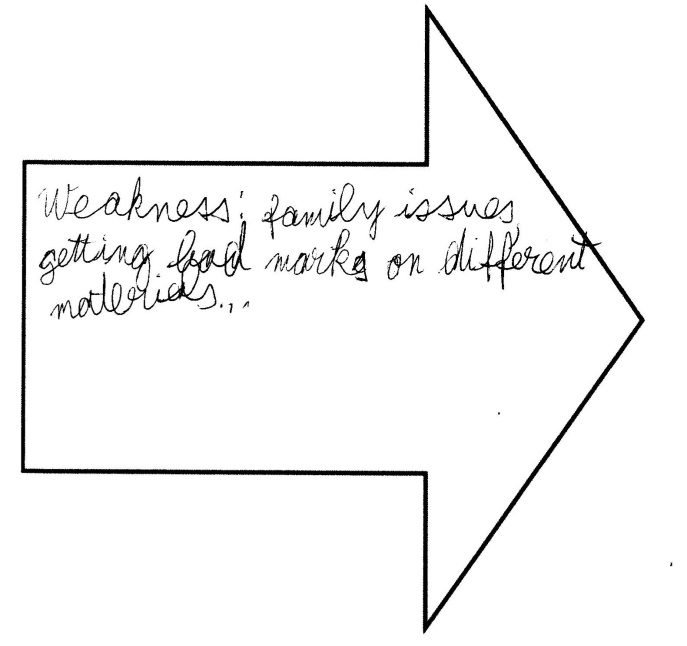 Weakness: family issues,
getting bad marks on different
materials...